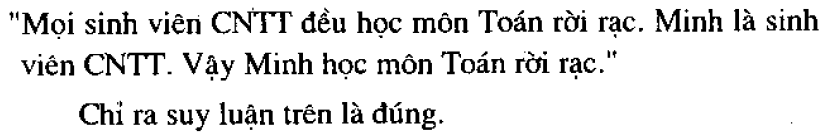 "Mọi sinh viên CNTT đều học môn Toán rời rạc. Minh là sinh
viên CNTT. Vậy Minh học môn Toán rời rạc."
Chỉ ra suy luận trên là đúng.